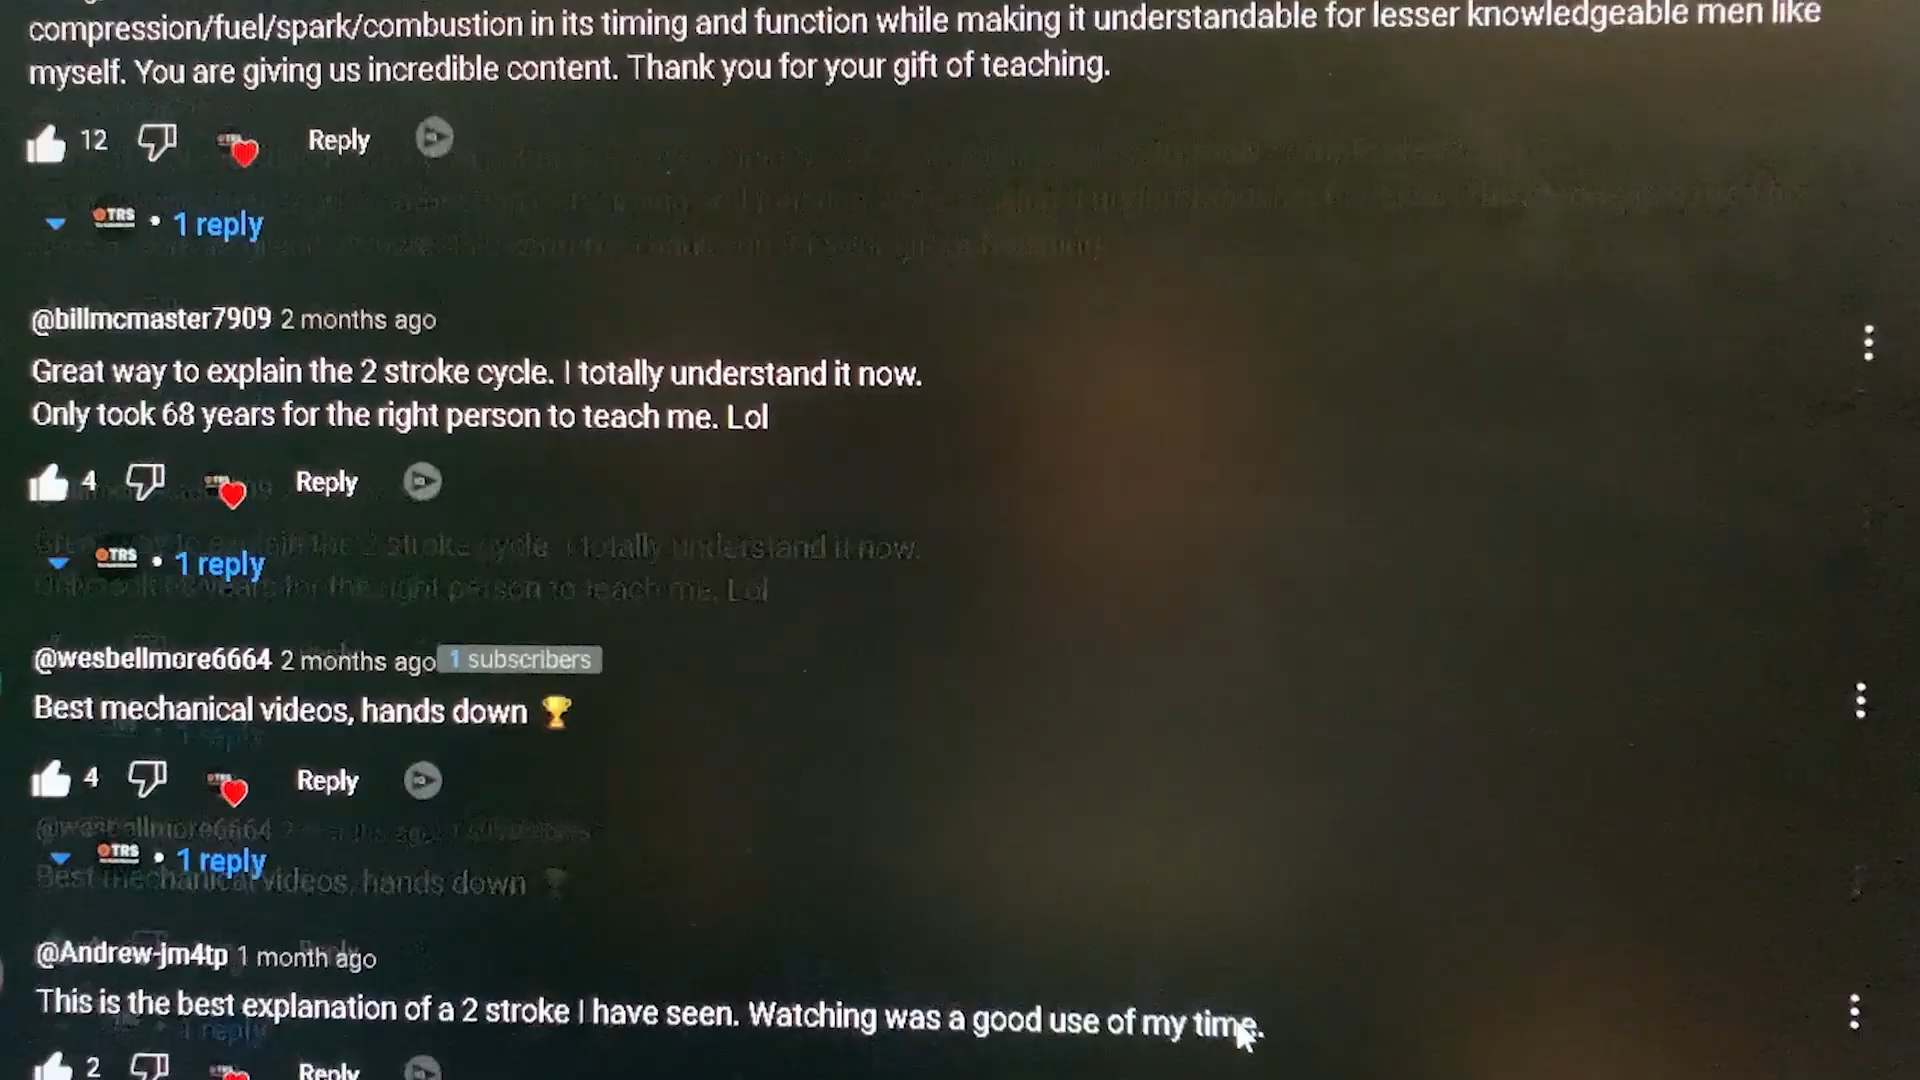 compression/fuel/spark/combustion in its timing and function while making it understandable for lesser knowledgeable men like
myself. You are giving us incredible content. Thank you for your gift of teaching.
12 Reply
TRS • 1 reply
@billmcmaster7909 2 months ago
Great way to explain the 2 stroke cycle. I totally understand it now.
Only took 68 years for the right person to teach me. Lol
4 Reply
TRS • 1 reply
@wesbellmore6664 2 months ago 1 subscribers
Best mechanical videos, hands down 🏆
4 Reply
TRS • 1 reply
@Andrew-jm4tp 1 month ago
This is the best explanation of a 2 stroke I have seen. Watching was a good use of my time.
2 Reply